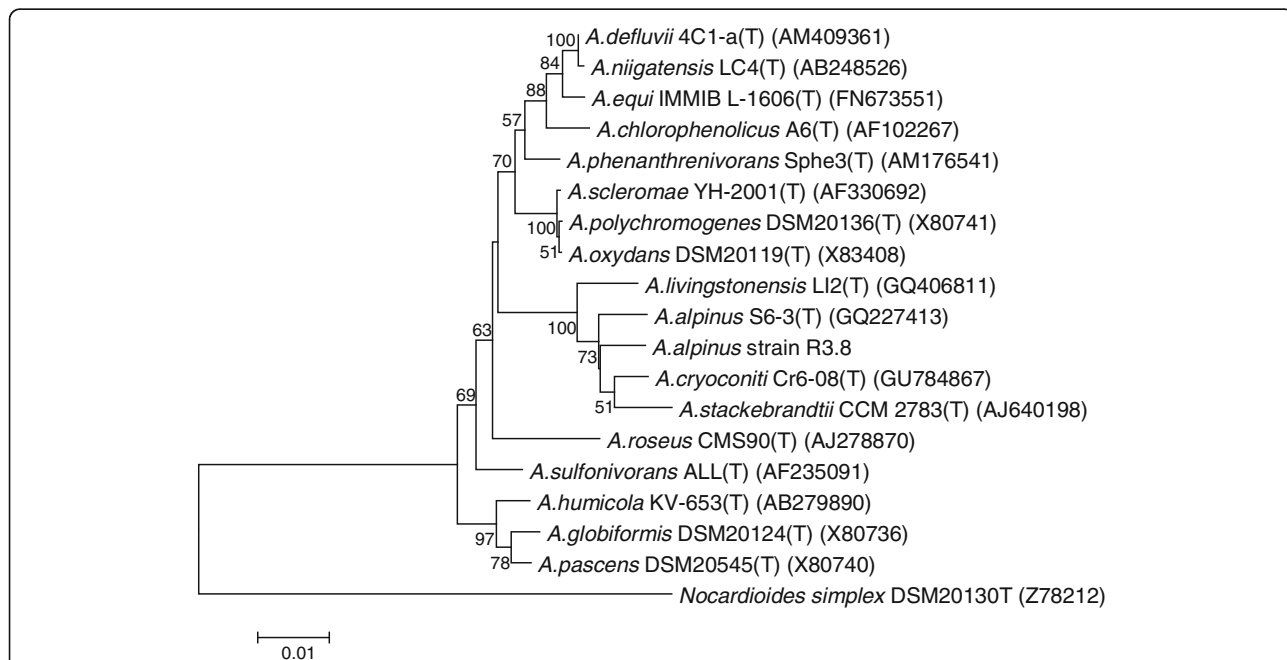 100 A.defluvii 4C1-a(T) (AM409361)
84 A.niigatensis LC4(T) (AB248526)
88 A.equi IMMIB L-1606(T) (FN673551)
57 A.chlorophenolicus A6(T) (AF102267)
70 A.phenanthrenivorans Sphe3(T) (AM176541)
A.scleromae YH-2001(T) (AF330692)
100 A.polychromogenes DSM20136(T) (X80741)
51 A.oxydans DSM20119(T) (X83408)
A.livingstonensis LI2(T) (GQ406811)
100 A.alpinus S6-3(T) (GQ227413)
63 73 A.alpinus strain R3.8
A.cryoconiti Cr6-08(T) (GU784867)
69 51 A.stackebrandtii CCM 2783(T) (AJ640198)
A.roseus CMS90(T) (AJ278870)
A.sulfonivorans ALL(T) (AF235091)
A.humicola KV-653(T) (AB279890)
97 A.globiformis DSM20124(T) (X80736)
78 A.pascens DSM20545(T) (X80740)
Nocardioides simplex DSM20130T (Z78212)
0.01